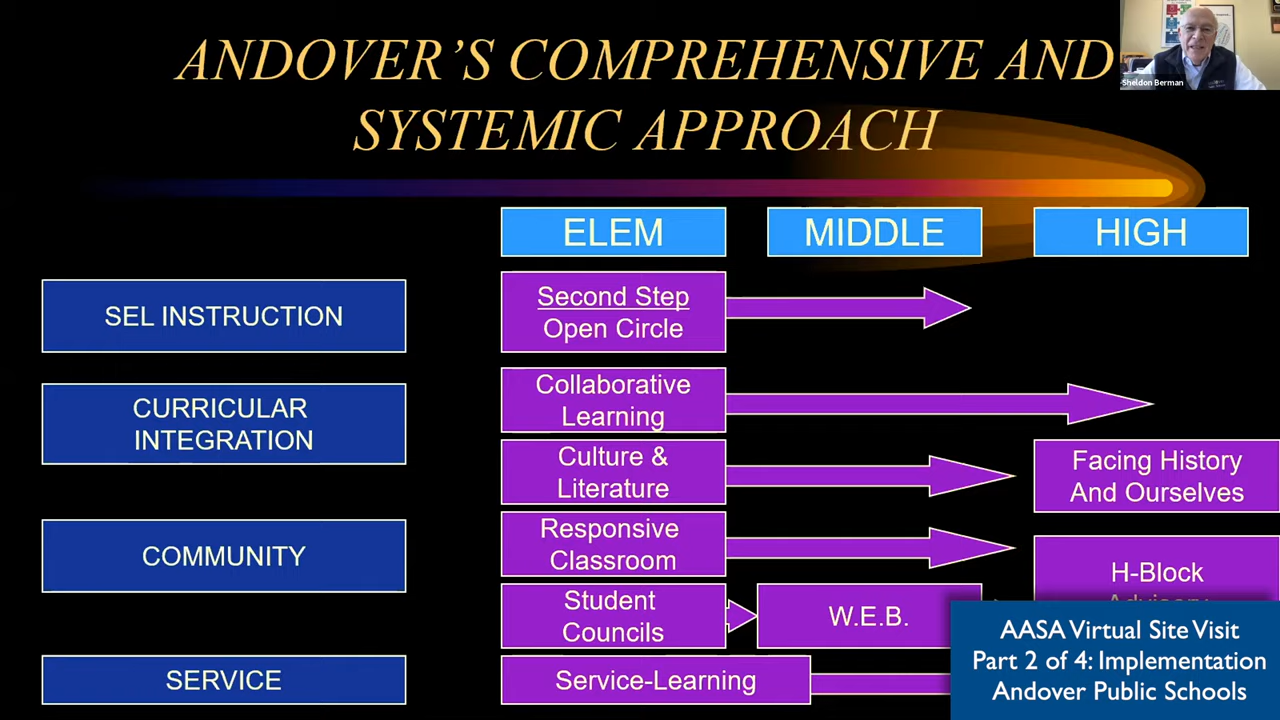 ANDOVER'S COMPREHENSIVE AND
SYSTEMIC APPROACH
Sheldon Berman
ELEM
MIDDLE
HIGH
SEL INSTRUCTION
Second Step
Open Circle
CURRICULAR
INTEGRATION
Collaborative
Learning
Culture &
Literature
Facing History
And Ourselves
COMMUNITY
Responsive
Classroom
H-Block
Advisory
Student
Councils
W.E.B.
SERVICE
Service-Learning
AASA Virtual Site Visit
Part 2 of 4: Implementation
Andover Public Schools